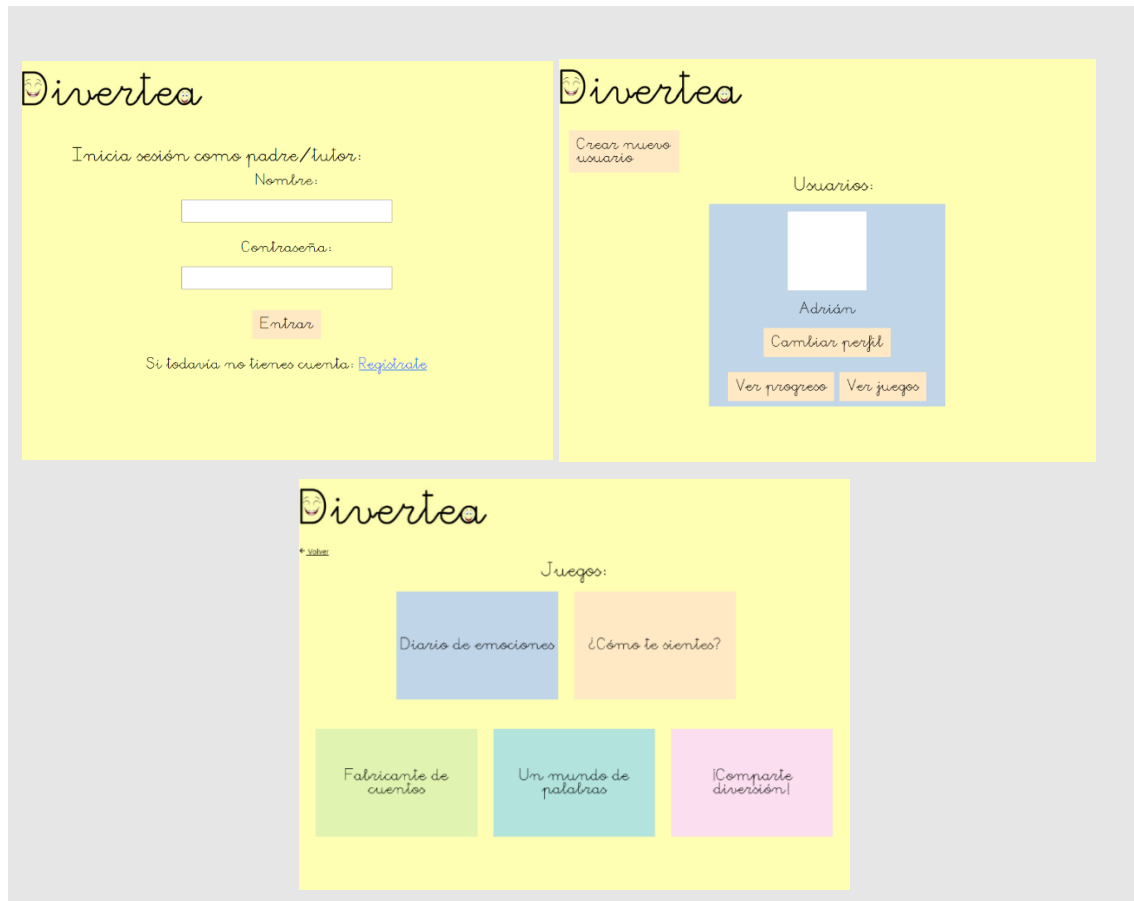 Divertea
Inicia sesión como padre/tutor:
Nombre:
Contraseña:
Entrar
Si todavía no tienes cuenta: Regístrate
Divertea
Crear nuevo
usuario
Usuarios:
Adrián
Cambiar perfil
Ver progreso
Ver juegos
Divertea
← Volver
Juegos:
Diario de emociones
¿Cómo te sientes?
Fabricante de
cuentos
Un mundo de
palabras
¡Comparte
diversión!